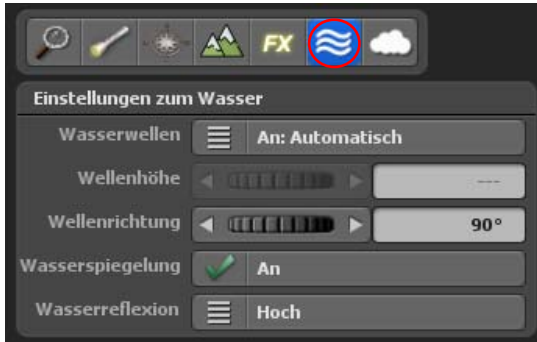 FX
Einstellungen zum Wasser
Wasserwellen An: Automatisch
Wellenhöhe ---
Wellenrichtung 90°
Wasserspiegelung An
Wasserreflexion Hoch